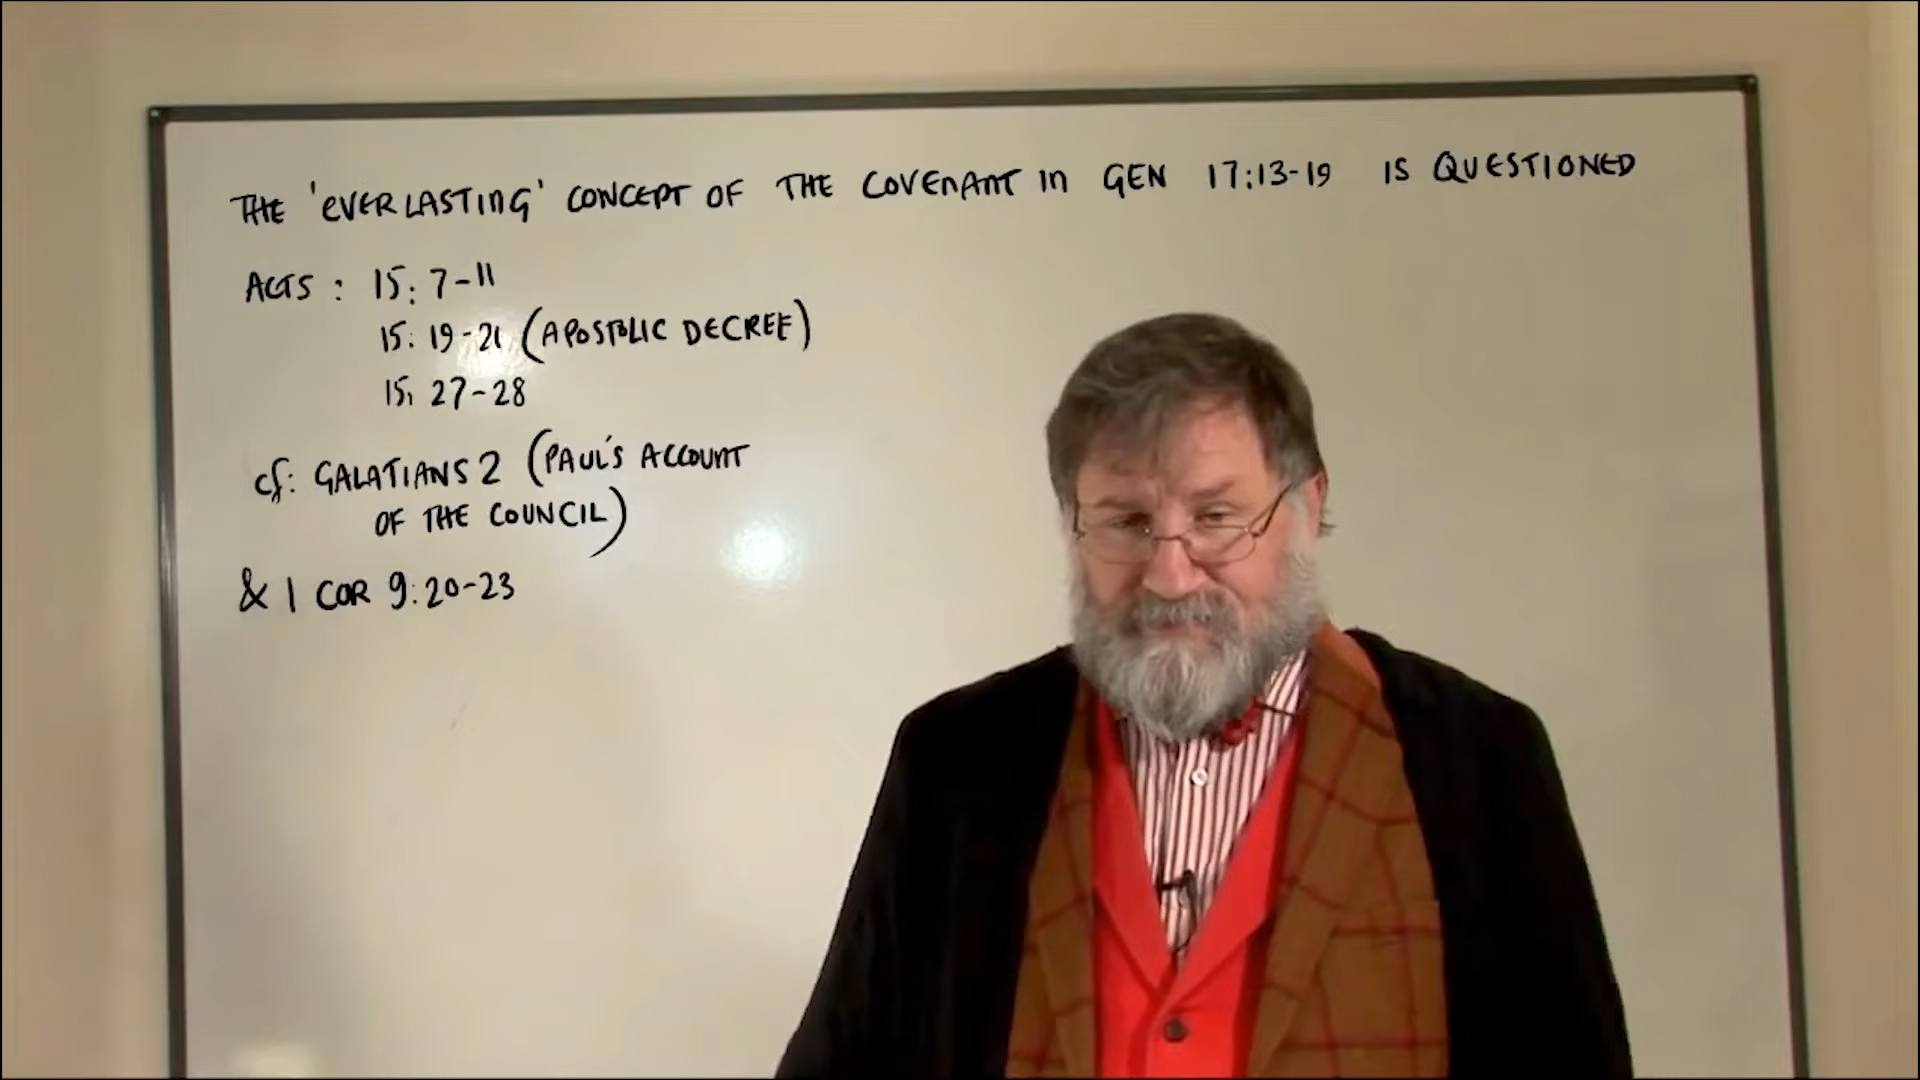 THE 'EVERLASTING' CONCEPT OF THE COVENANT IN GEN 17:13-19 IS QUESTIONED
ACTS : 15: 7-11
15: 19-21 (APOSTOLIC DECREE)
15: 27-28
cf: GALATIANS 2 (PAUL'S ACCOUNT
OF THE COUNCIL)
& 1 COR 9:20-23